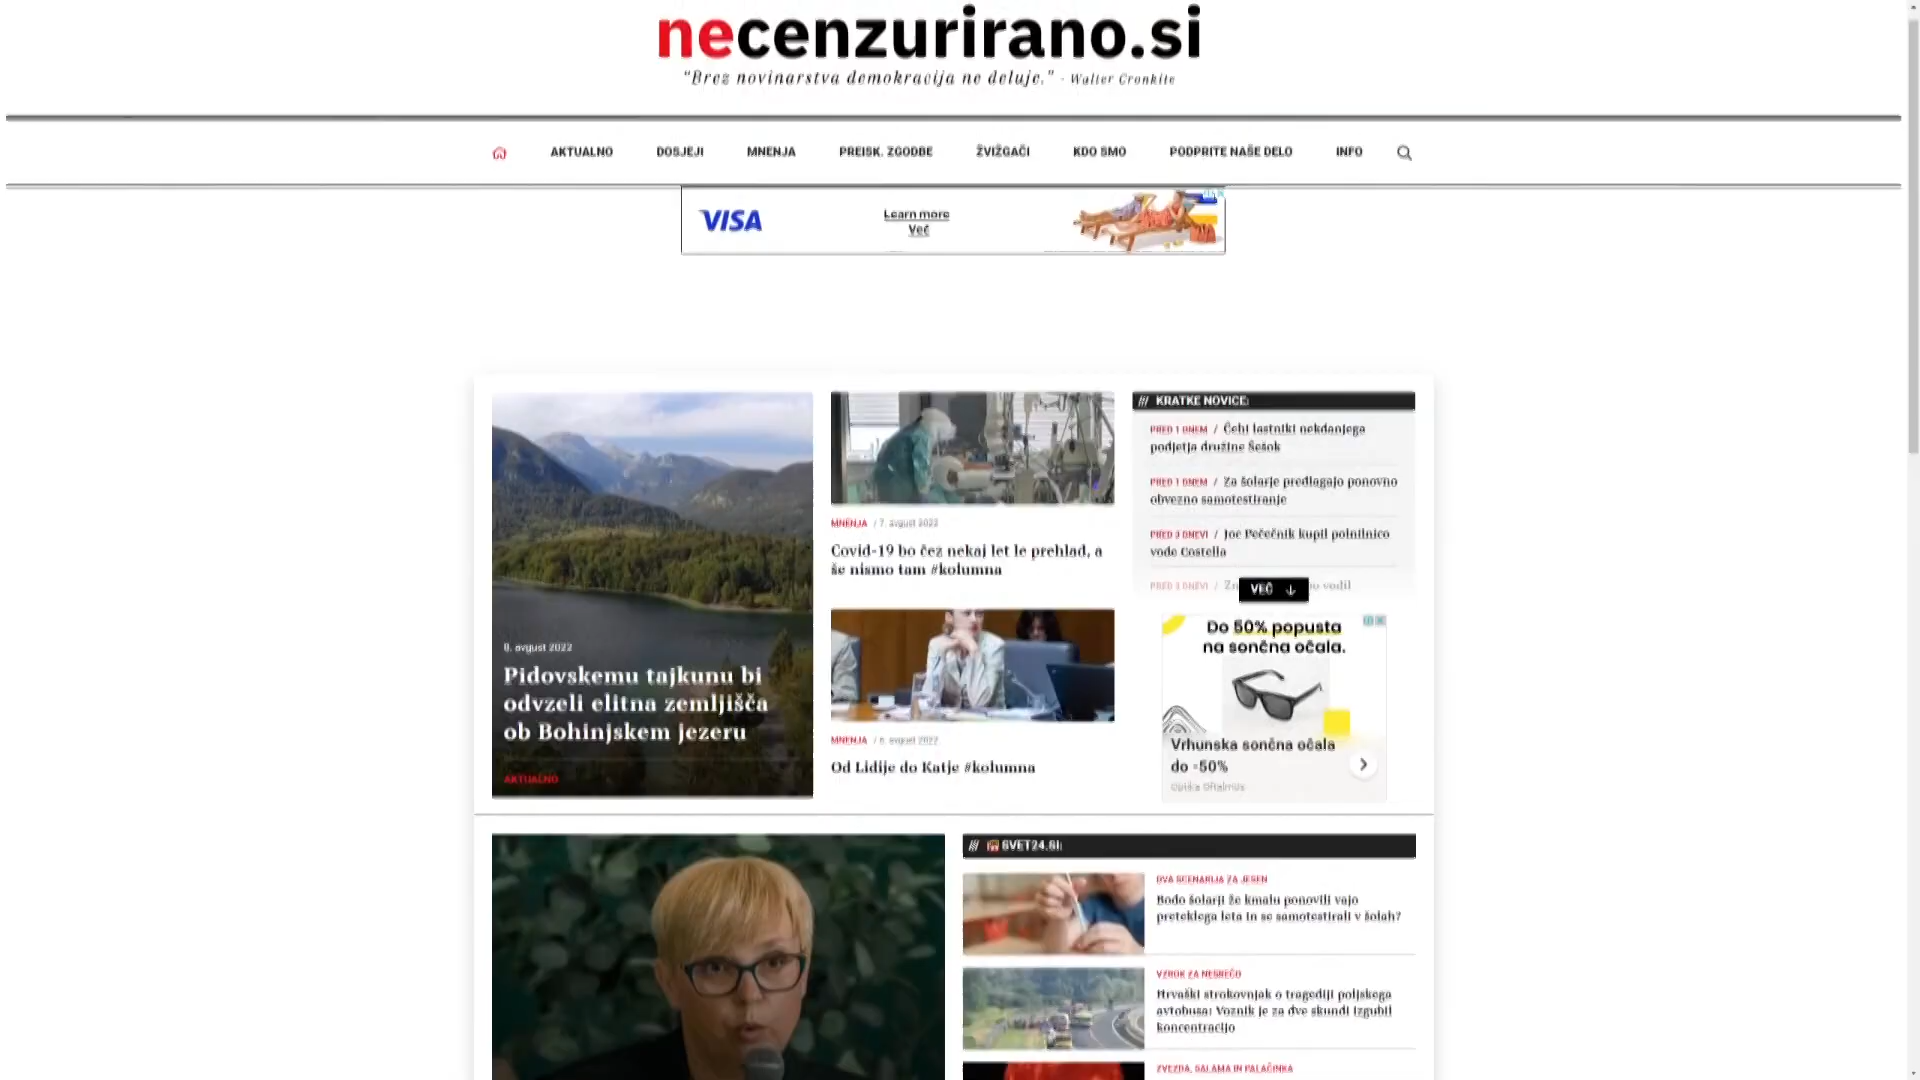 necenzurirano.si
"Brez novinarstva demokracija ne deluje." - Walter Cronkite
AKTUALNO DOSJEJI MNENJA PREISK. ZGODBE ŽVIŽGAČI KDO SMO PODPRITE NAŠE DELO INFO
VISA
Learn more
Več
8. avgust 2022
Pidovskemu tajkunu bi
odvzeli elitna zemljišča
ob Bohinjskem jezeru
AKTUALNO
MNENJA / 7. avgust 2022
Covid-19 bo čez nekaj let le prehlad, a
še nismo tam #kolumna
MNENJA / 6. avgust 2022
Od Lidije do Katje #kolumna
/// KRATKE NOVICE:
PRED 1 DNEM / Čehi lastniki nekdanjega
podjetja družine Šešok
PRED 1 DNEM / Za šolarje predlagajo ponovno
obvezno samotestiranje
PRED 3 DNEVI / Joe Pečečnik kupil polnilnico
vode Costella
PRED 3 DNEVI / vodil
VEČ ↓
Do 50% popusta
na sončna očala.
Vrhunska sončna očala
do -50%
Optika Oftalmus
/// SVET24.SI:
DVA SCENARIJA ZA JESEN
Bodo šolarji že kmalu ponovili vajo
preteklega leta in se samotestirali v šolah?
VZROK ZA NESREČO
Hrvaški strokovnjak o tragediji poljskega
avtobusa: Voznik je za dve skundi izgubil
koncentracijo
ZVEZDA, SALAMA IN PALAČINKA